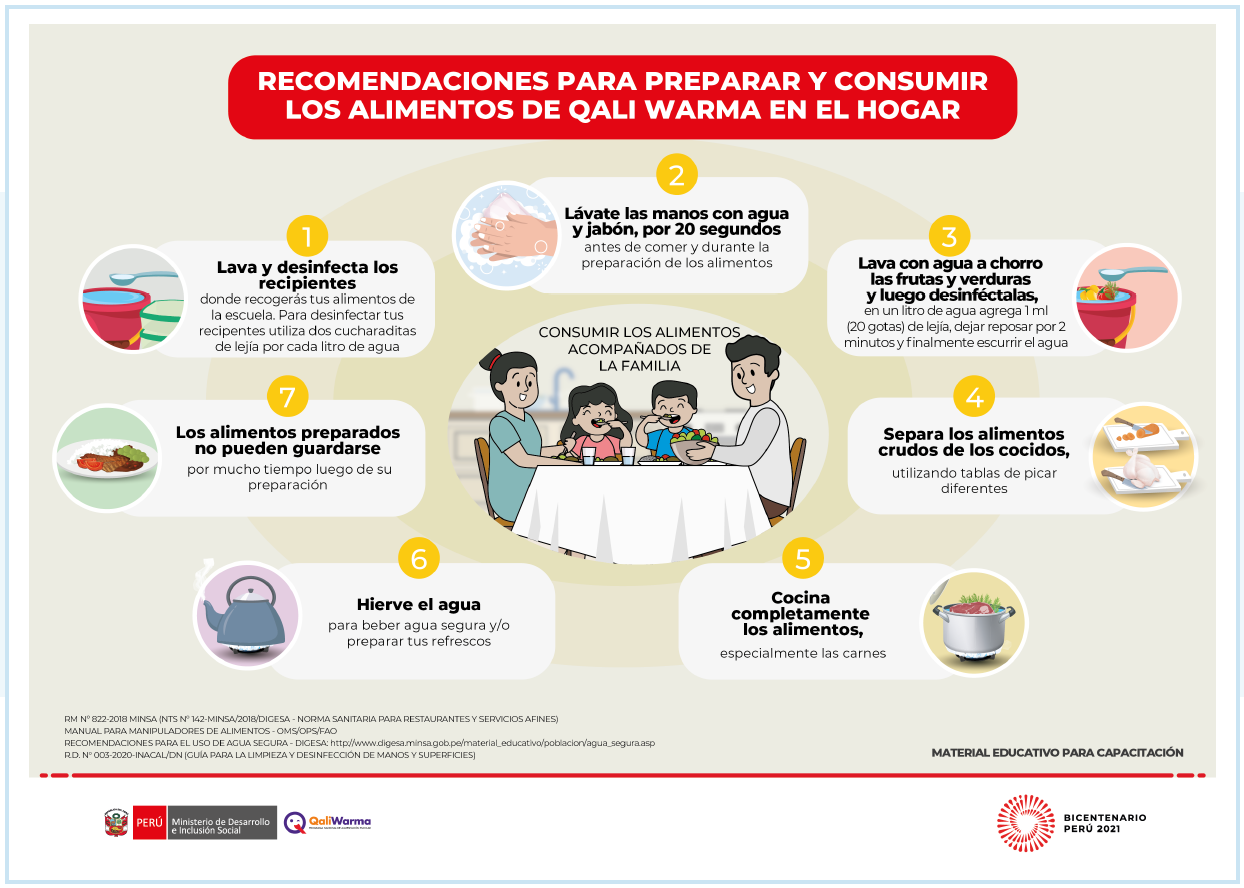 RECOMENDACIONES PARA PREPARAR Y CONSUMIR
LOS ALIMENTOS DE QALI WARMA EN EL HOGAR
1
Lava y desinfecta los
recipientes
donde recogerás tus alimentos de
la escuela. Para desinfectar tus
recipentes utiliza dos cucharaditas
de lejía por cada litro de agua
2
Lávate las manos con agua
y jabón, por 20 segundos
antes de comer y durante la
preparación de los alimentos
3
Lava con agua a chorro
las frutas y verduras
y luego desinféctalas,
en un litro de agua agrega 1 ml
(20 gotas) de lejía, dejar reposar por 2
minutos y finalmente escurrir el agua
CONSUMIR LOS ALIMENTOS
ACOMPAÑADOS DE
LA FAMILIA
4
Separa los alimentos
crudos de los cocidos,
utilizando tablas de picar
diferentes
5
Cocina
completamente
los alimentos,
especialmente las carnes
6
Hierve el agua
para beber agua segura y/o
preparar tus refrescos
7
Los alimentos preparados
no pueden guardarse
por mucho tiempo luego de su
preparación
RM Nº 822-2018 MINSA (NTS Nº 142-MINSA/2018/DIGESA - NORMA SANITARIA PARA RESTAURANTES Y SERVICIOS AFINES)
MANUAL PARA MANIPULADORES DE ALIMENTOS - OMS/OPS/FAO
RECOMENDACIONES PARA EL USO DE AGUA SEGURA - DIGESA: http://www.digesa.minsa.gob.pe/material_educativo/poblacion/agua_segura.asp
R.D. N° 003-2020-INACAL/DN (GUÍA PARA LA LIMPIEZA Y DESINFECCIÓN DE MANOS Y SUPERFICIES)
MATERIAL EDUCATIVO PARA CAPACITACIÓN
PERÚ
Ministerio de Desarrollo
e Inclusión Social
QaliWarma
BICENTENARIO
PERÚ 2021